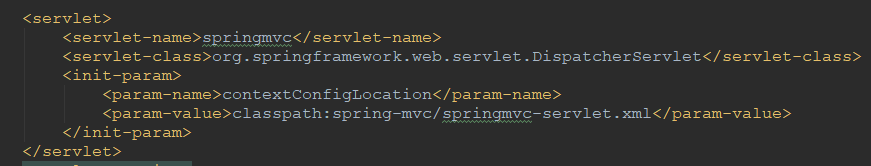 <servlet>
<servlet-name>springmvc</servlet-name>
<servlet-class>org.springframework.web.servlet.DispatcherServlet</servlet-class>
<init-param>
<param-name>contextConfigLocation</param-name>
<param-value>classpath:spring-mvc/springmvc-servlet.xml</param-value>
</init-param>
</servlet>